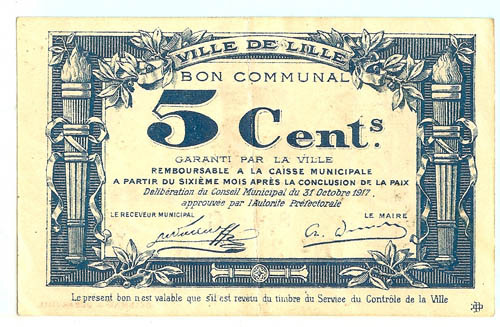 VILLE DE LILLE
BON COMMUNAL
5 Cents.
GARANTI PAR LA VILLE
REMBOURSABLE A LA CAISSE MUNICIPALE
A PARTIR DU SIXIÈME MOIS APRÈS LA CONCLUSION DE LA PAIX
Délibération du Conseil Municipal du 31 Octobre 1917.
approuvée par l'Autorité Préfectorale
LE RECEVEUR MUNICIPAL
LE MAIRE
Le présent bon n'est valable que s'il est revetu du timbre du Service du Contrôle de la Ville